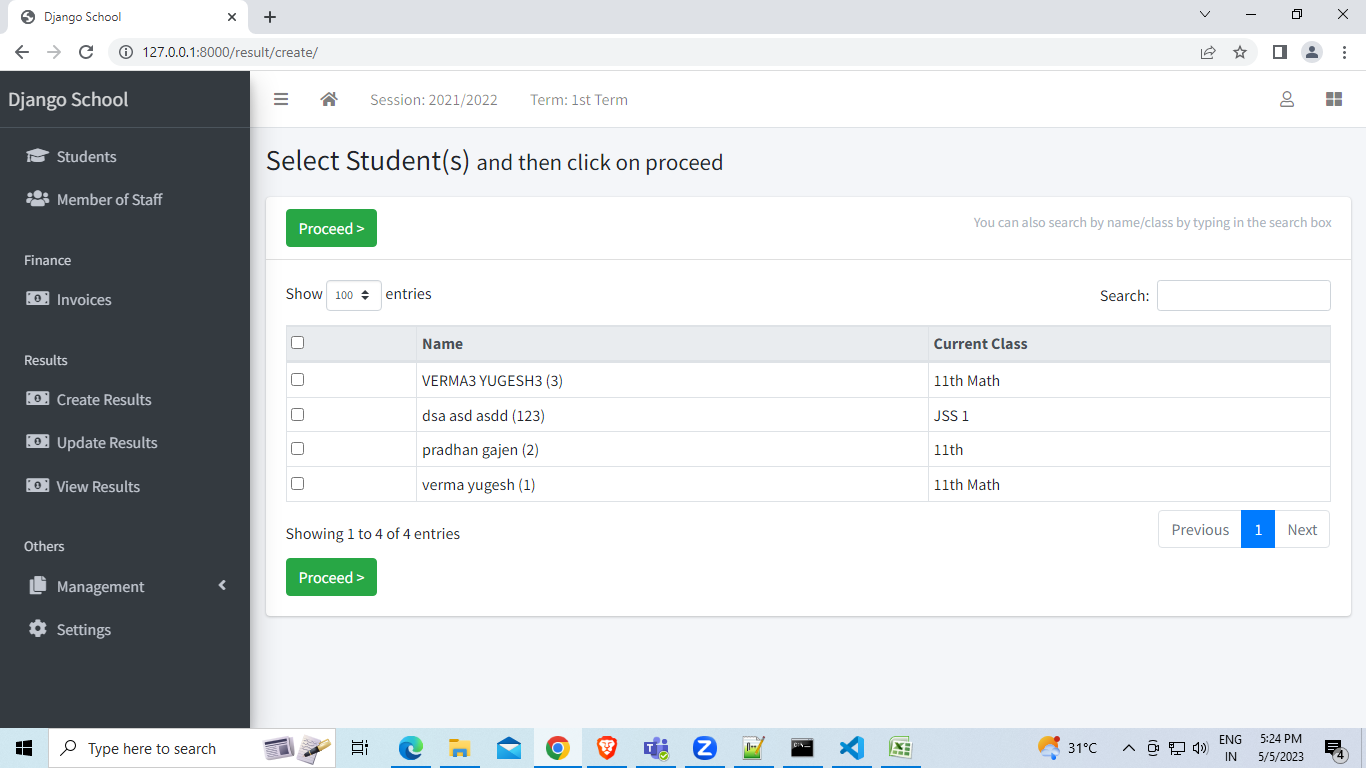 Django School
127.0.0.1:8000/result/create/
Django School
Session: 2021/2022 Term: 1st Term
Students
Member of Staff
Finance
Invoices
Results
Create Results
Update Results
View Results
Others
Management
Settings
Select Student(s) and then click on proceed
Proceed >
You can also search by name/class by typing in the search box
Show 100 entries
Search:
Name Current Class
VERMA3 YUGESH3 (3) 11th Math
dsa asd asdd (123) JSS 1
pradhan gajen (2) 11th
verma yugesh (1) 11th Math
Showing 1 to 4 of 4 entries
Previous 1 Next
Proceed >
Type here to search
31°C
ENG
IN
5:24 PM
5/5/2023
4